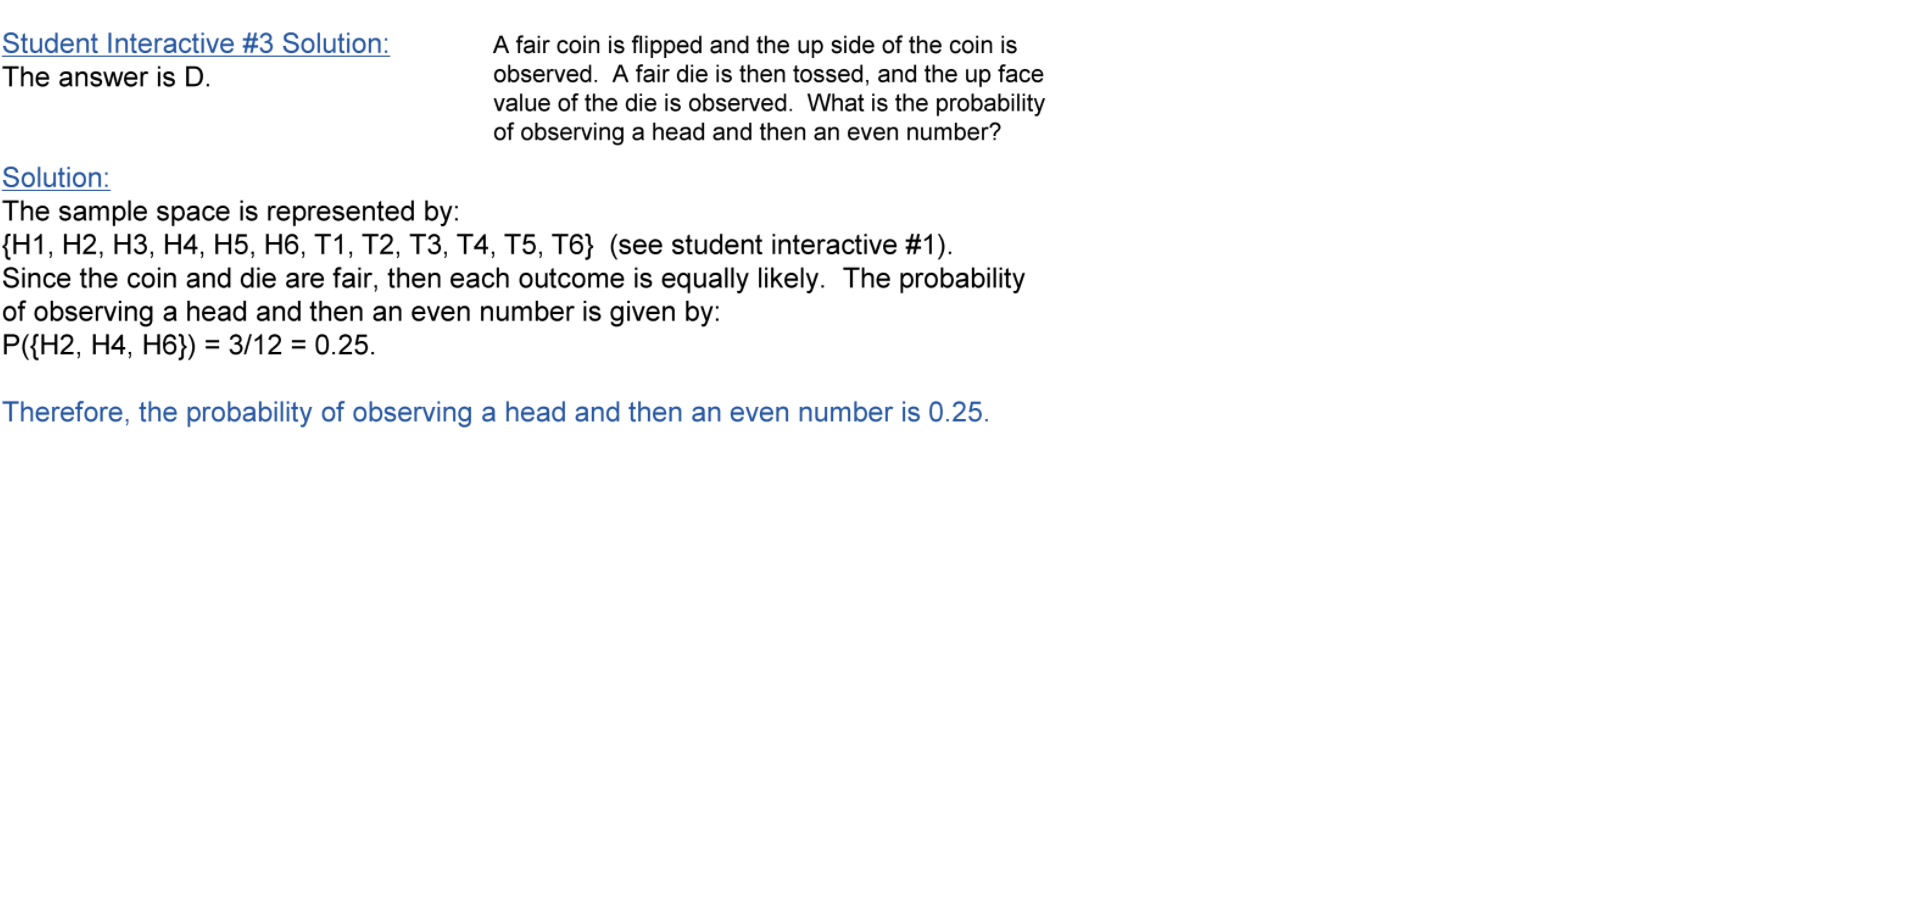 Student Interactive #3 Solution:
The answer is D.
A fair coin is flipped and the up side of the coin is
observed.  A fair die is then tossed, and the up face
value of the die is observed.  What is the probability
of observing a head and then an even number?
Solution:
The sample space is represented by:
{H1, H2, H3, H4, H5, H6, T1, T2, T3, T4, T5, T6}  (see student interactive #1).
Since the coin and die are fair, then each outcome is equally likely.  The probability
of observing a head and then an even number is given by:
P({H2, H4, H6}) = 3/12 = 0.25.
Therefore, the probability of observing a head and then an even number is 0.25.